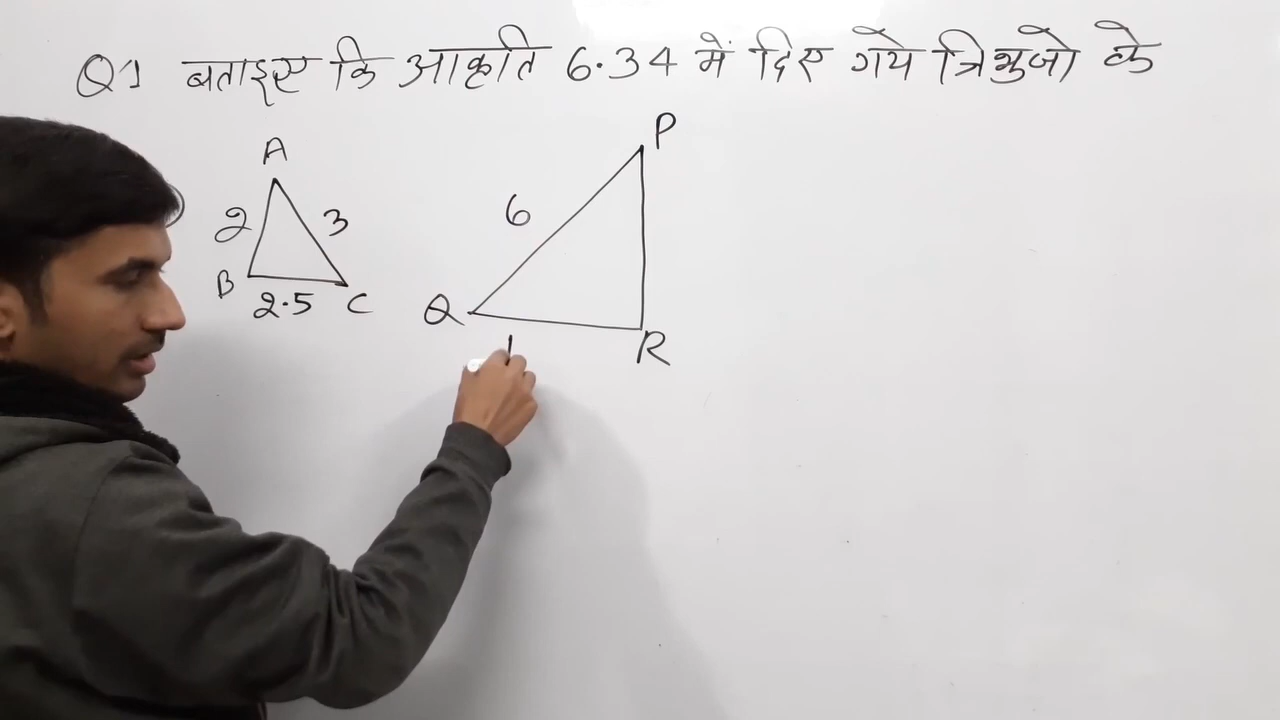 Q1 बताइए कि आकृति 6.34 में दिए गये त्रिभुजो के
A
P
2
3
6
B
C
2.5
Q
R